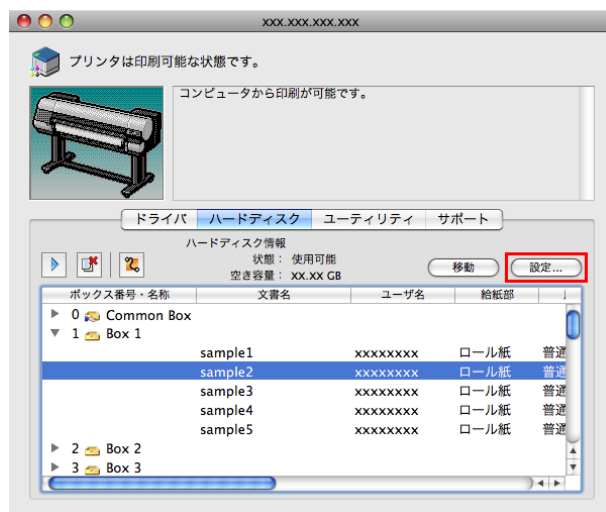 xxx.xxx.xxx.xxx
プリンタは印刷可能な状態です。
コンピュータから印刷が可能です。
ドライバ ハードディスク ユーティリティ サポート
ハードディスク情報
状態： 使用可能
空き容量： XX.XX GB
移動 設定...
ボックス番号・名称 文書名 ユーザ名 給紙部
0 Common Box
1 Box 1
sample1 xxxxxxxx ロール紙 普通
sample2 xxxxxxxx ロール紙 普通
sample3 xxxxxxxx ロール紙 普通
sample4 xxxxxxxx ロール紙 普通
sample5 xxxxxxxx ロール紙 普通
2 Box 2
3 Box 3